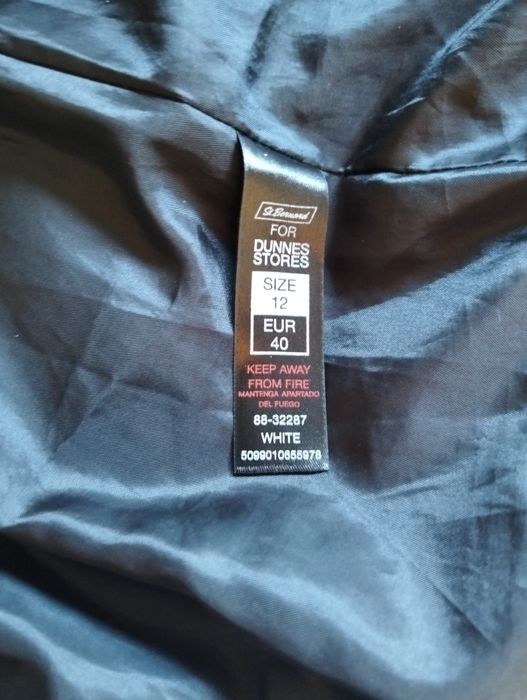 St. Bernard
FOR
DUNNES
STORES
SIZE
12
EUR
40
KEEP AWAY
FROM FIRE
MANTENGA APARTADO
DEL FUEGO
88-32287
WHITE
5099010655978